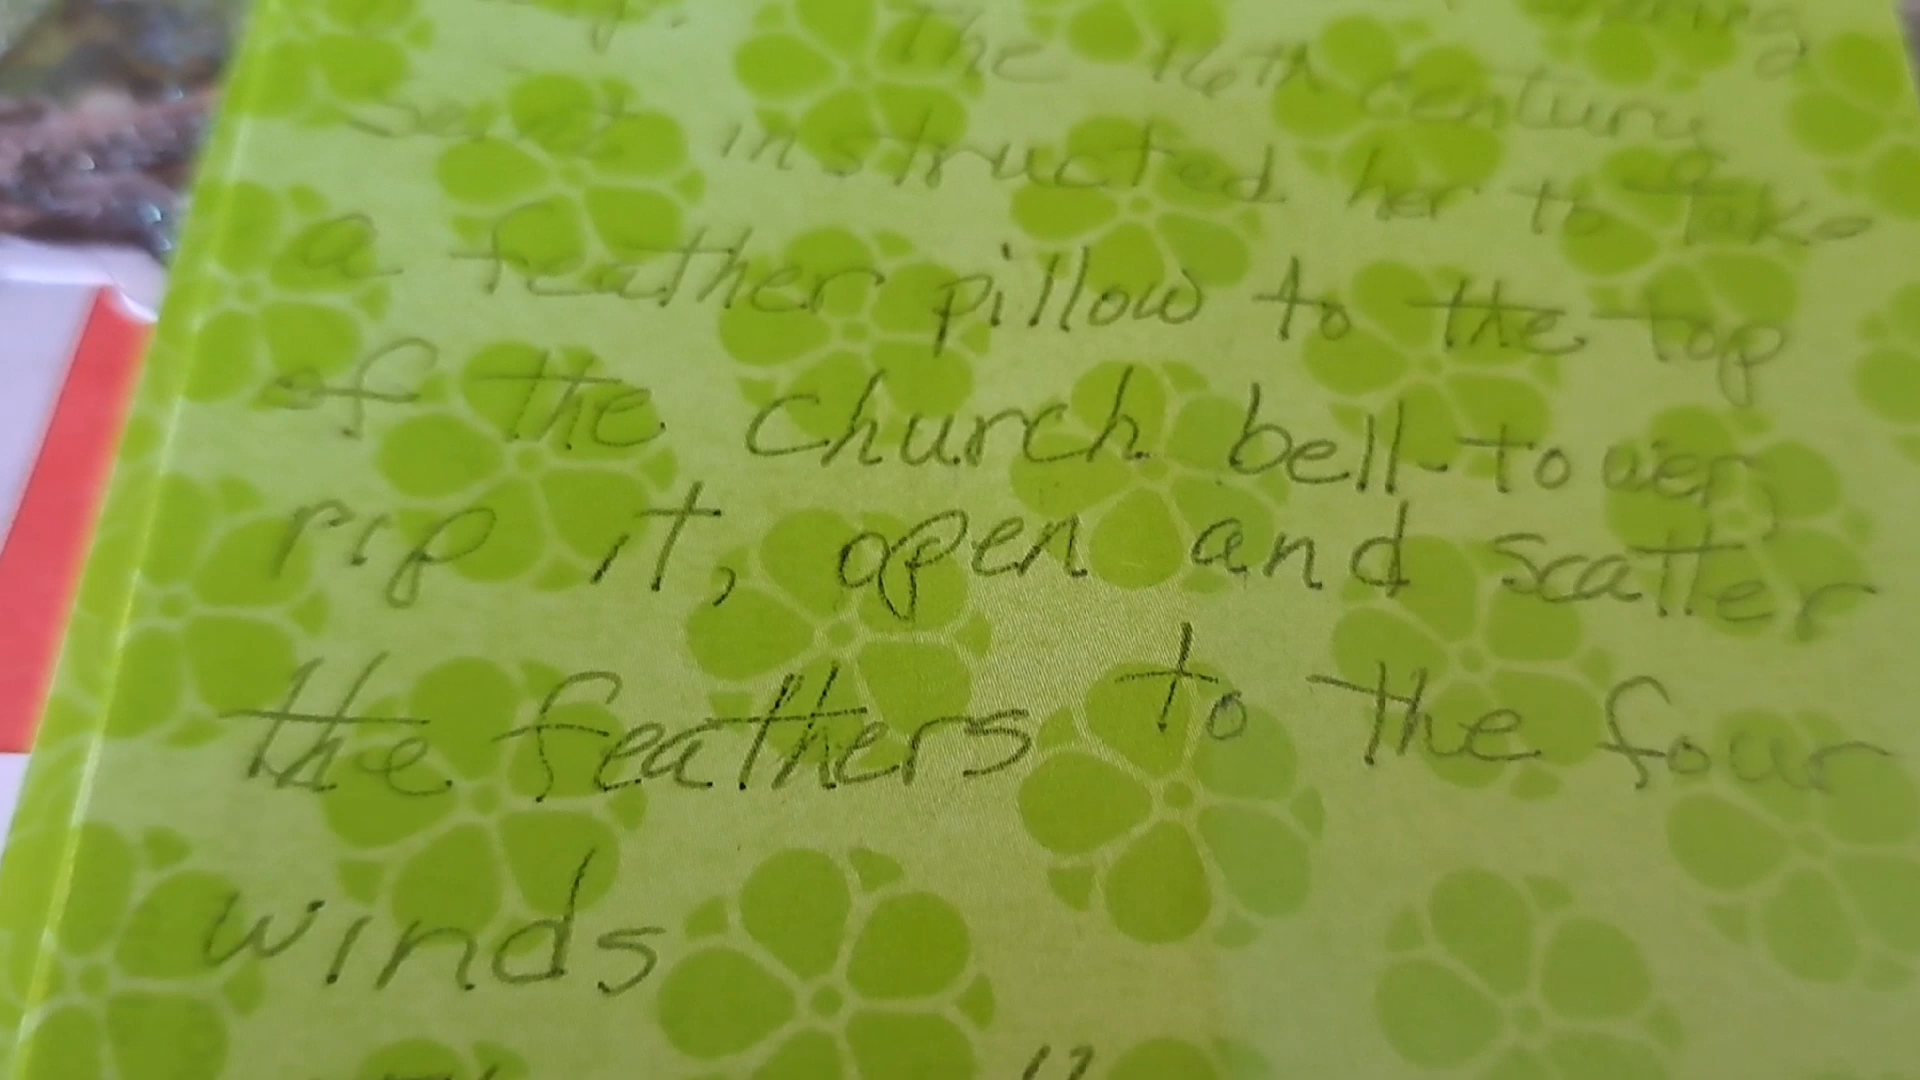 The 16th century
instructed her to take
a feather pillow to the top
of the church bell-tower,
rip it, open and scatter
the feathers to the four
winds